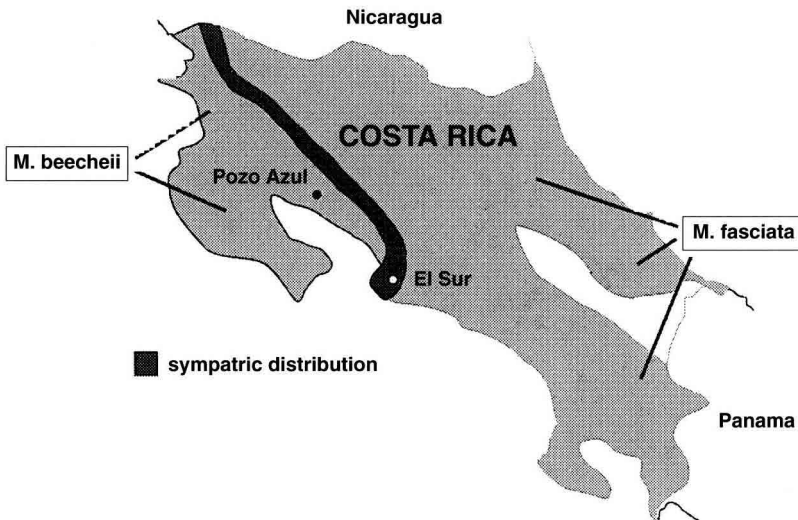 Nicaragua
COSTA RICA
M. beecheii
Pozo Azul
M. fasciata
El Sur
sympatric distribution
Panama